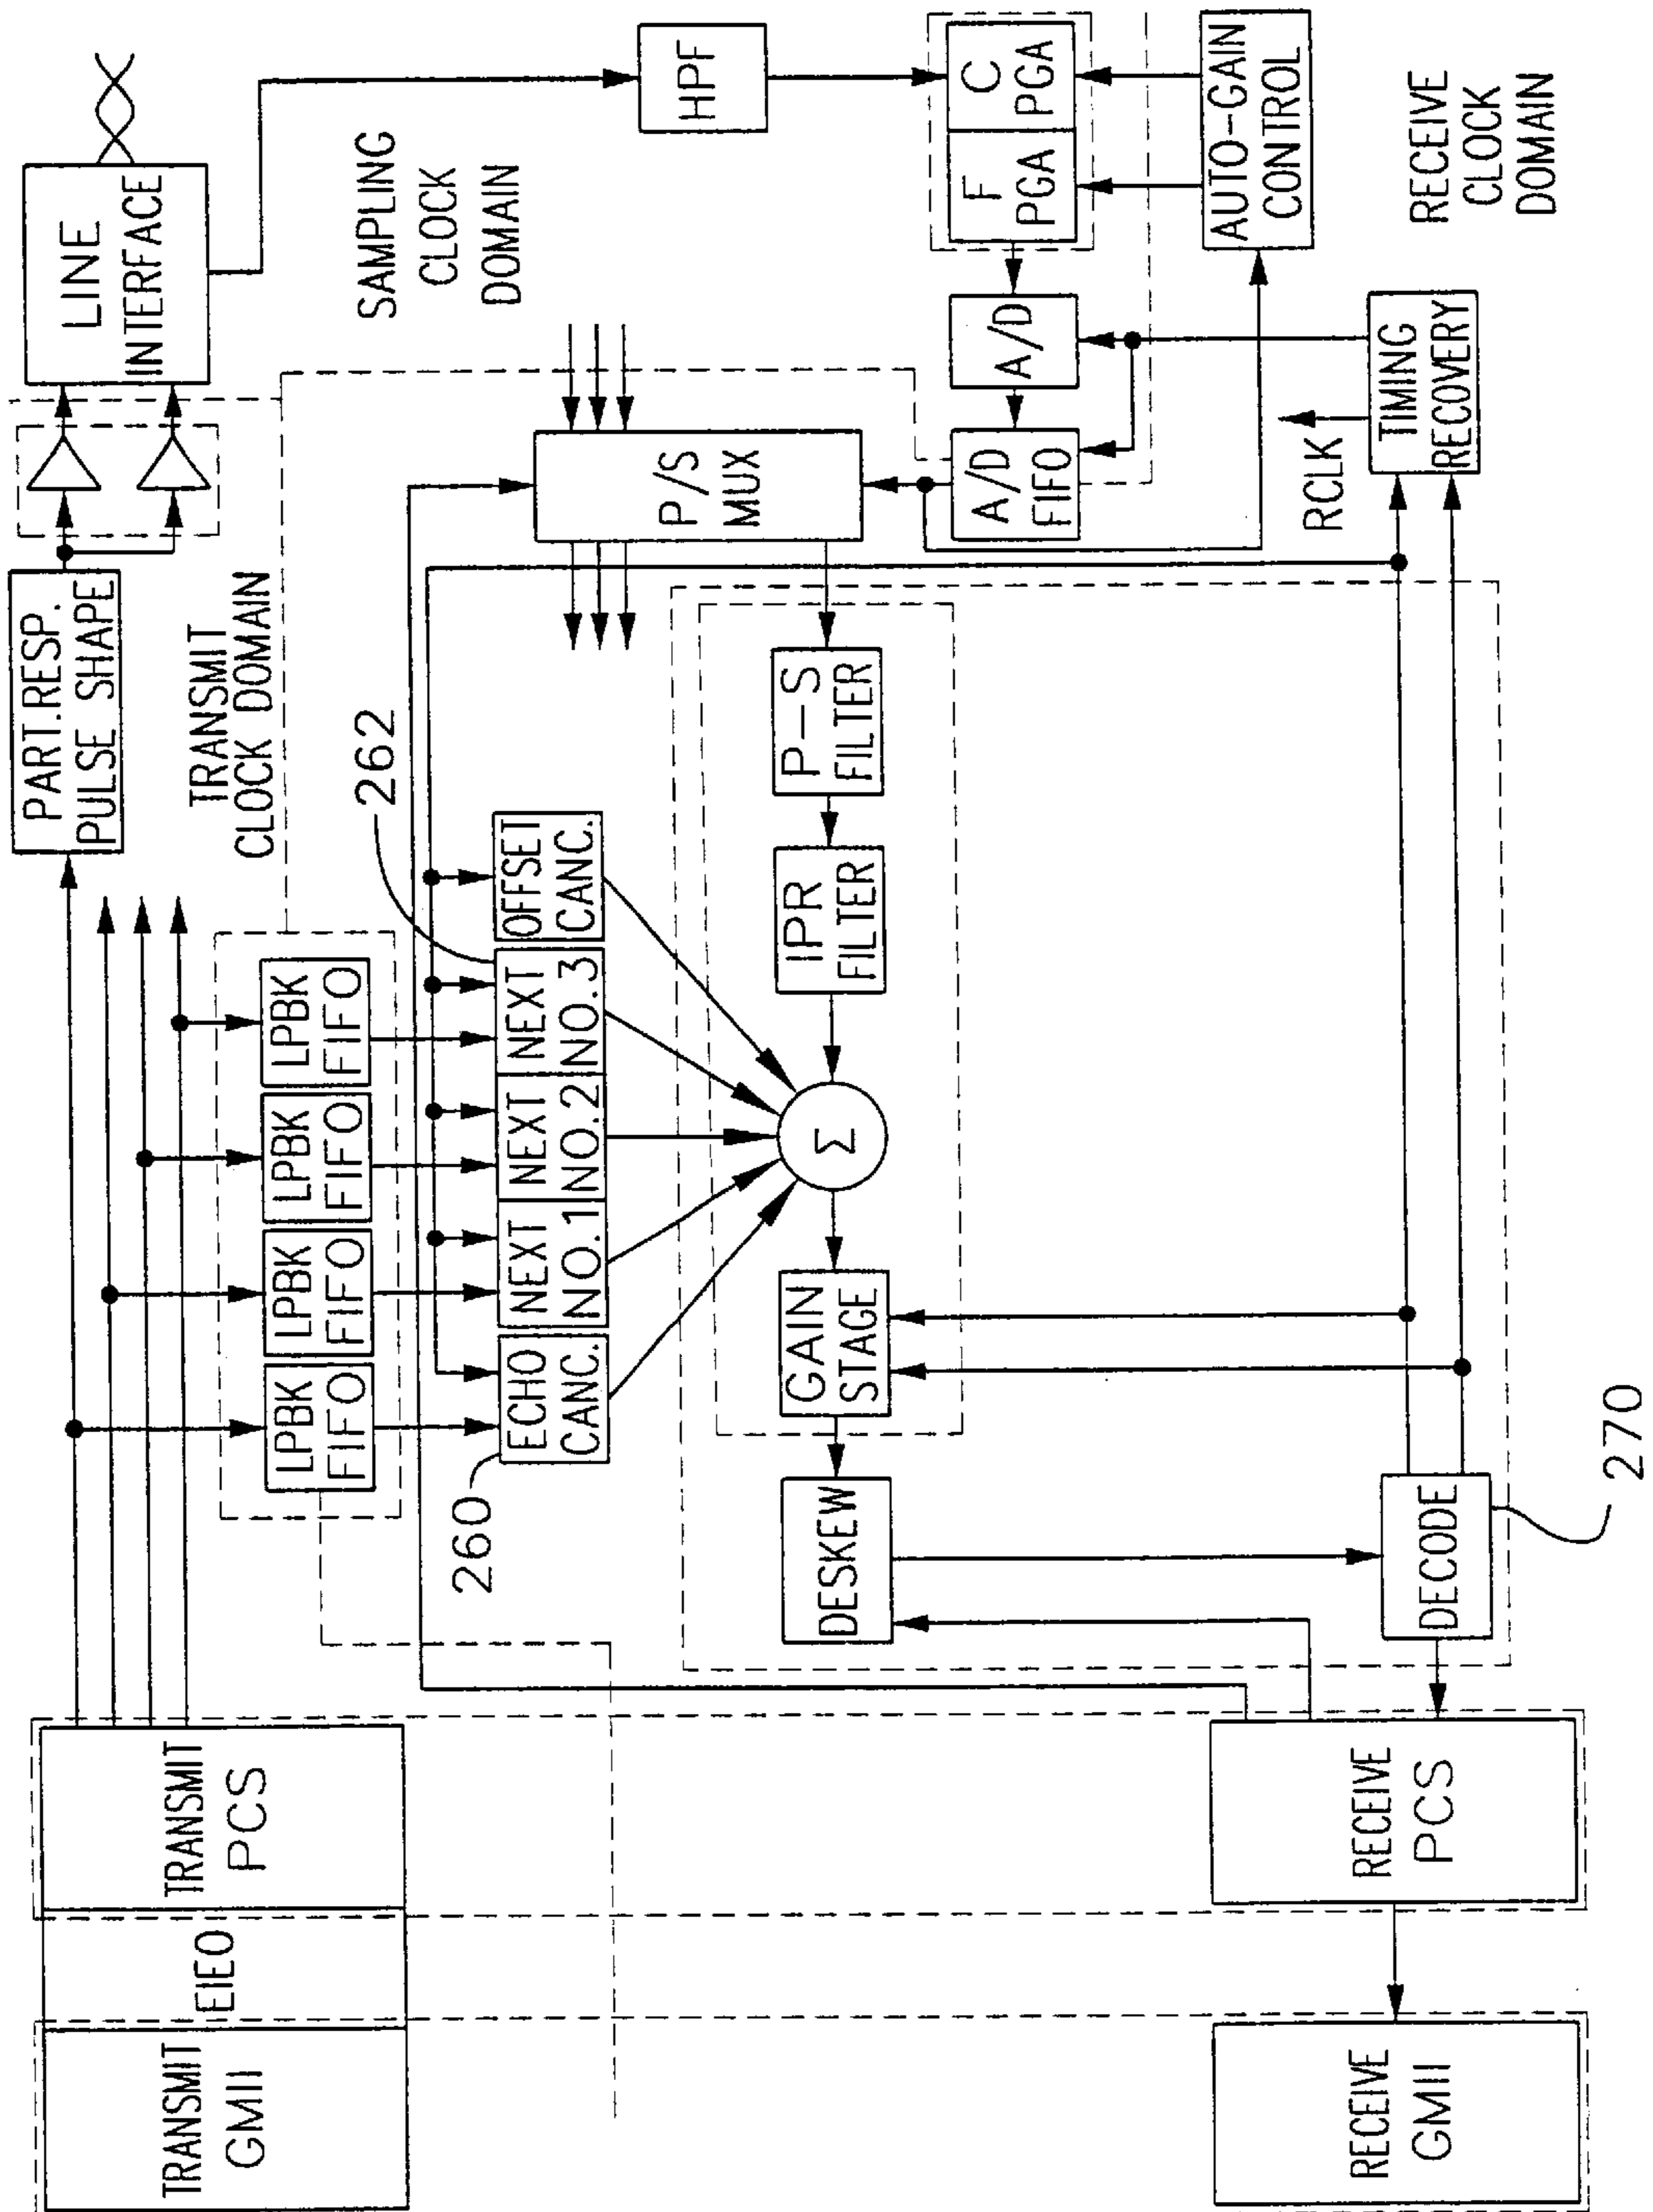 TRANSMIT
GMII
EIEO
TRANSMIT
PCS
PART.RESP.
PULSE SHAPE
LINE
INTERFACE
TRANSMIT
CLOCK DOMAIN
LPBK
FIFO
LPBK
FIFO
LPBK
FIFO
LPBK
FIFO
SAMPLING
CLOCK
DOMAIN
262
260
ECHO
CANC.
NEXT
NO.1
NEXT
NO.2
NEXT
NO.3
OFFSET
CANC.
P/S
MUX
HPF
DESKEW
GAIN
STAGE
Σ
IPR
FILTER
P-S
FILTER
A/D
FIFO
A/D
F
PGA
C
PGA
AUTO-GAIN
CONTROL
RCLK
TIMING
RECOVERY
RECEIVE
CLOCK
DOMAIN
RECEIVE
GMII
RECEIVE
PCS
DECODE
270